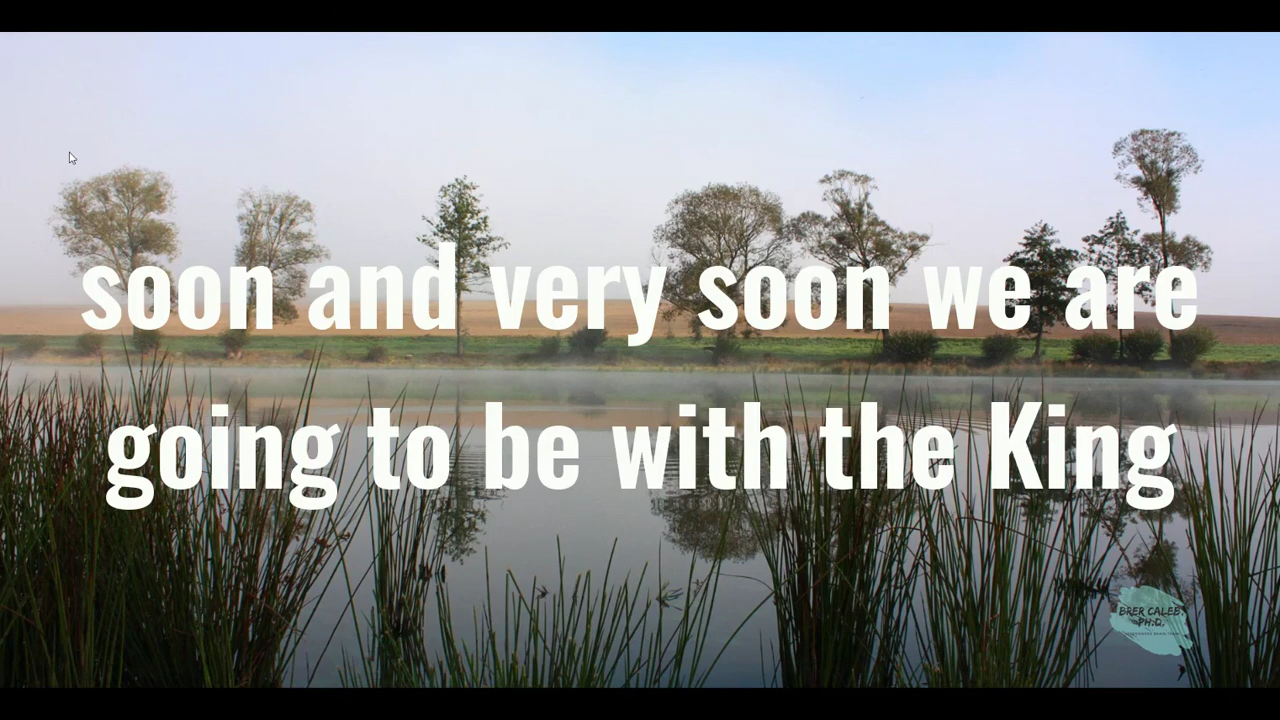 soon and very soon we are
going to be with the King
BRER CALEB
PH.D.